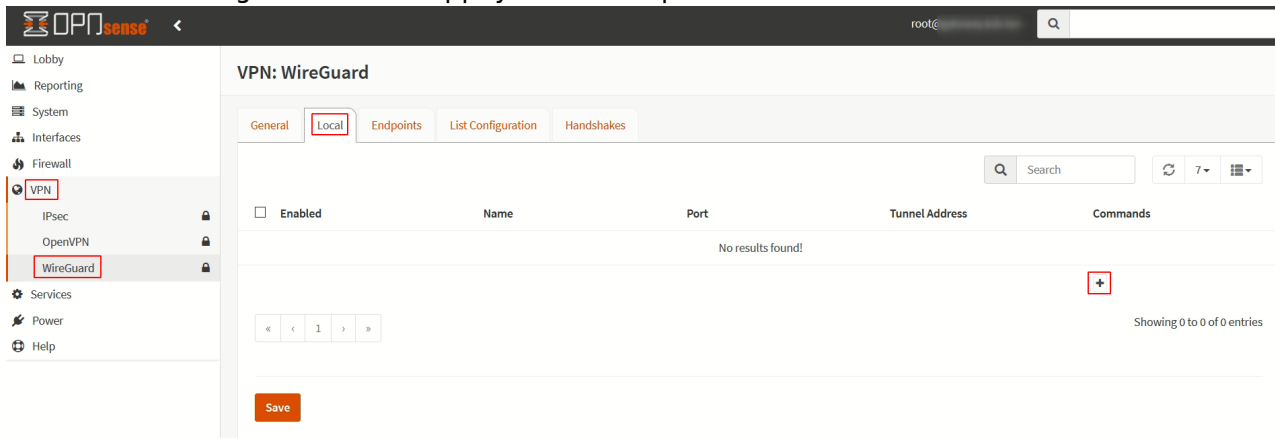 OPNsense
root@
Lobby
Reporting
System
Interfaces
Firewall
VPN
IPsec
OpenVPN
WireGuard
Services
Power
Help
VPN: WireGuard
General Local Endpoints List Configuration Handshakes
Search 7
Enabled Name Port Tunnel Address Commands
No results found!
+
« ‹ 1 › » Showing 0 to 0 of 0 entries
Save